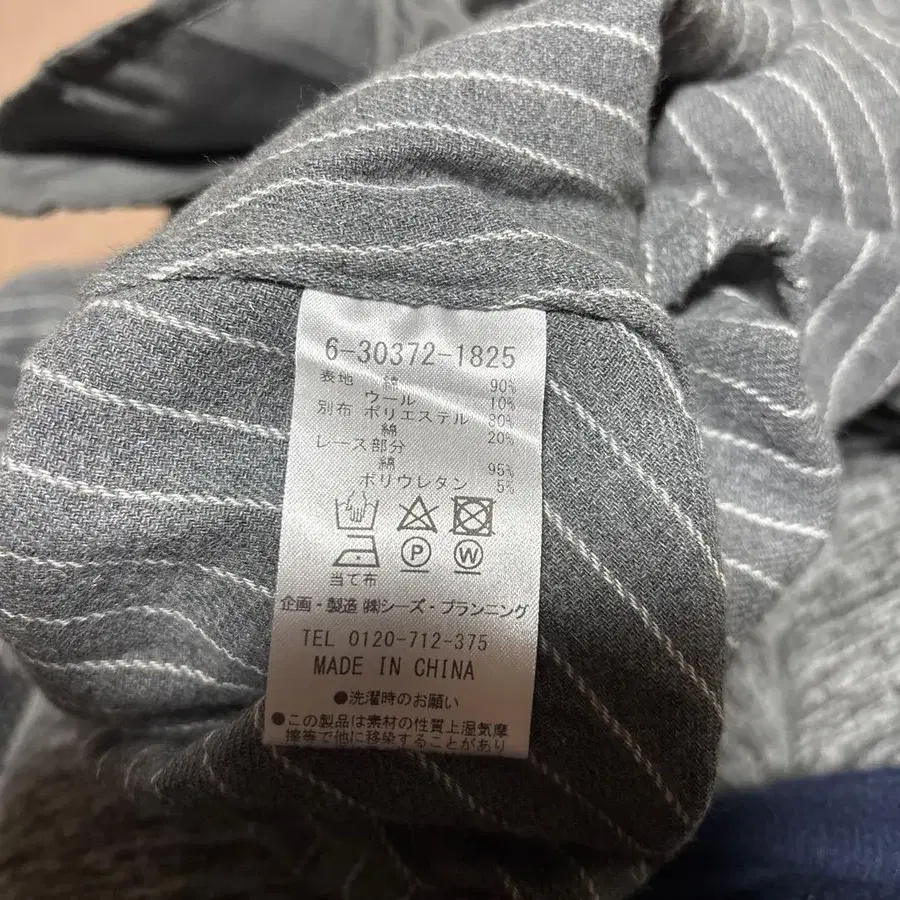 6-30372-1825
表地 綿 90%
ウール 10%
別布 ポリエステル 80%
綿 20%
レース部分
綿 95%
ポリウレタン 5%
P W
当て布
企画・製造 ㈱シーズ・プランニング
TEL 0120-712-375
MADE IN CHINA
●洗濯時のお願い
●この製品は素材の性質上湿気摩
擦等で他に移染することがあり